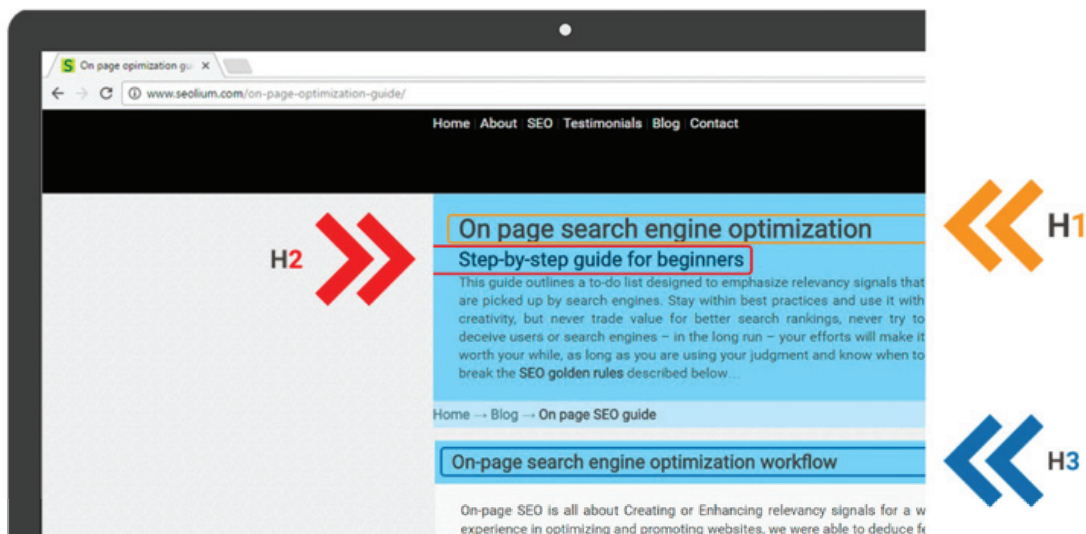 On page opimization gu
www.seolium.com/on-page-optimization-guide/
Home About SEO Testimonials Blog Contact
On page search engine optimization
H1
H2
Step-by-step guide for beginners
This guide outlines a to-do list designed to emphasize relevancy signals that
are picked up by search engines. Stay within best practices and use it with
creativity, but never trade value for better search rankings, never try to
deceive users or search engines – in the long run – your efforts will make it
worth your while, as long as you are using your judgment and know when to
break the SEO golden rules described below...
Home → Blog → On page SEO guide
On-page search engine optimization workflow
H3
On-page SEO is all about Creating or Enhancing relevancy signals for a w
experience in optimizing and promoting websites, we were able to deduce fe